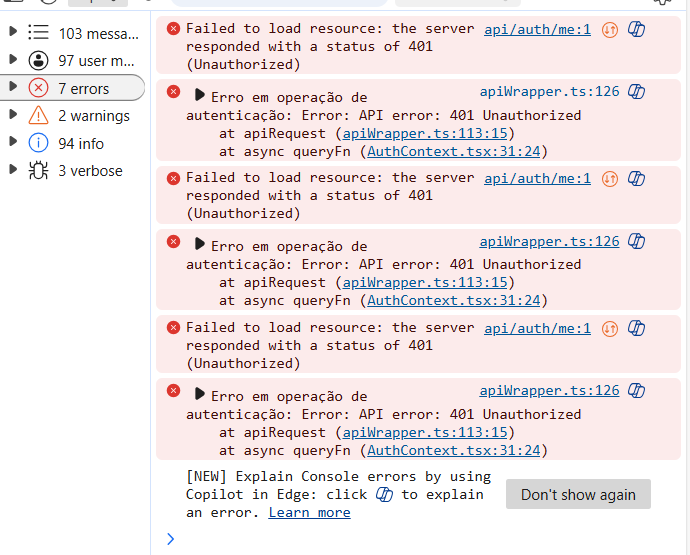 103 messa...
97 user m...
7 errors
2 warnings
94 info
3 verbose
Failed to load resource: the server api/auth/me:1
responded with a status of 401
(Unauthorized)
Erro em operação de apiWrapper.ts:126
autenticação: Error: API error: 401 Unauthorized
at apiRequest (apiWrapper.ts:113:15)
at async queryFn (AuthContext.tsx:31:24)
Failed to load resource: the server api/auth/me:1
responded with a status of 401
(Unauthorized)
Erro em operação de apiWrapper.ts:126
autenticação: Error: API error: 401 Unauthorized
at apiRequest (apiWrapper.ts:113:15)
at async queryFn (AuthContext.tsx:31:24)
Failed to load resource: the server api/auth/me:1
responded with a status of 401
(Unauthorized)
Erro em operação de apiWrapper.ts:126
autenticação: Error: API error: 401 Unauthorized
at apiRequest (apiWrapper.ts:113:15)
at async queryFn (AuthContext.tsx:31:24)
[NEW] Explain Console errors by using
Copilot in Edge: click to explain
an error. Learn more
Don't show again